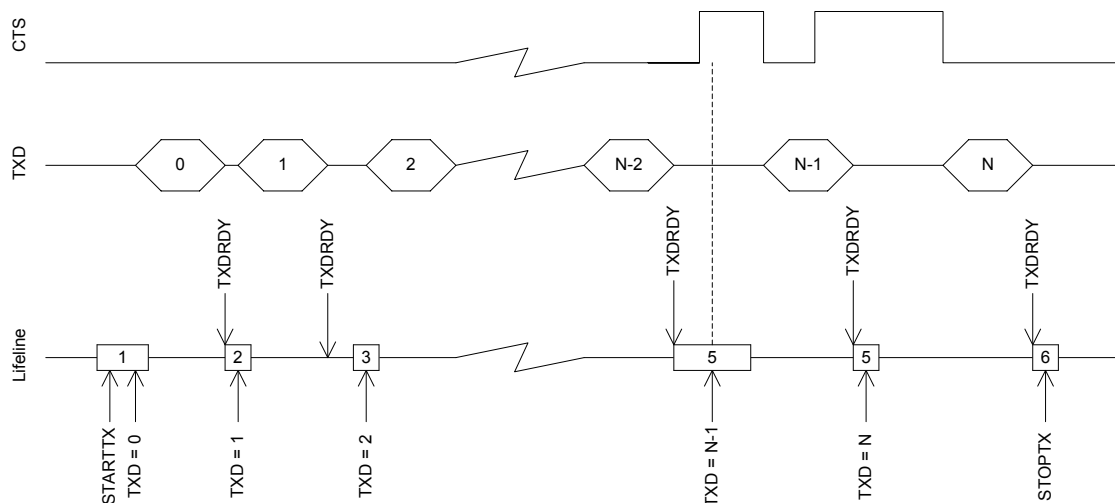 CTS
TXD
0
1
2
N-2
N-1
N
TXDRDY
TXDRDY
TXDRDY
TXDRDY
TXDRDY
Lifeline
1
2
3
5
5
6
STARTTX
TXD = 0
TXD = 1
TXD = 2
TXD = N-1
TXD = N
STOPTX